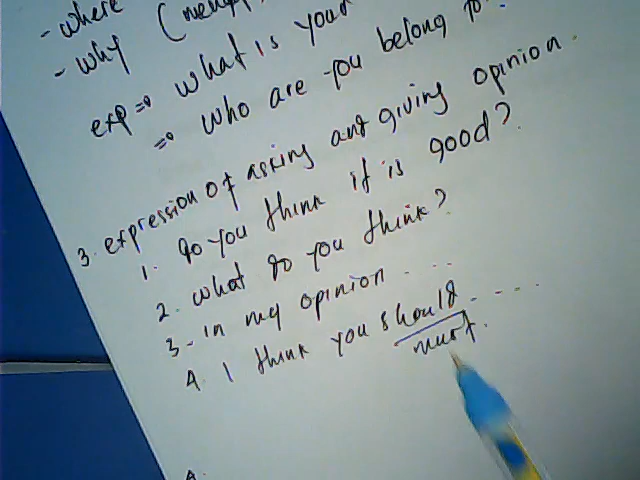 - where
- why (
exp => what is your
=> who are you belong to.
3. expression of asking and giving opinion.
1. do you think it is good?
2. what do you think?
3- in my opinion . . .
4. I think you should . . . .
must.
A.